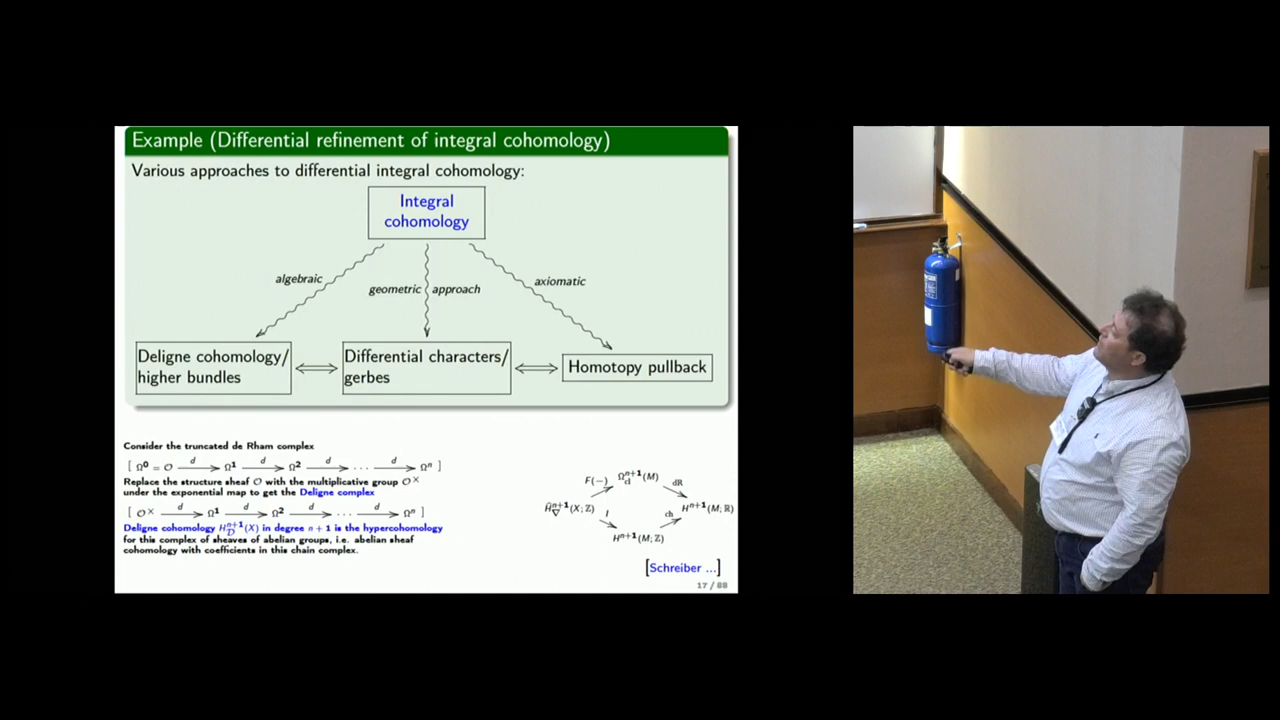 Example (Differential refinement of integral cohomology)
Various approaches to differential integral cohomology:
Integral
cohomology
algebraic
geometric approach
axiomatic
Deligne cohomology/
higher bundles
Differential characters/
gerbes
Homotopy pullback
Consider the truncated de Rham complex
[ Ω⁰ = 𝒪 —d→ Ω¹ —d→ Ω² —d→ ... —d→ Ωⁿ ]
Replace the structure sheaf 𝒪 with the multiplicative group 𝒪×
under the exponential map to get the Deligne complex
[ 𝒪× —d→ Ω¹ —d→ Ω² —d→ ... —d→ Ωⁿ ]
Deligne cohomology H_D^{n+1}(X) in degree n + 1 is the hypercohomology
for this complex of sheaves of abelian groups, i.e. abelian sheaf
cohomology with coefficients in this chain complex.
Ω_cl^{n+1}(M)
F(−) dR
Ĥ_∇^{n+1}(X; ℤ) H^{n+1}(M; ℝ)
I ch
H^{n+1}(M; ℤ)
[Schreiber ...]
17 / 88